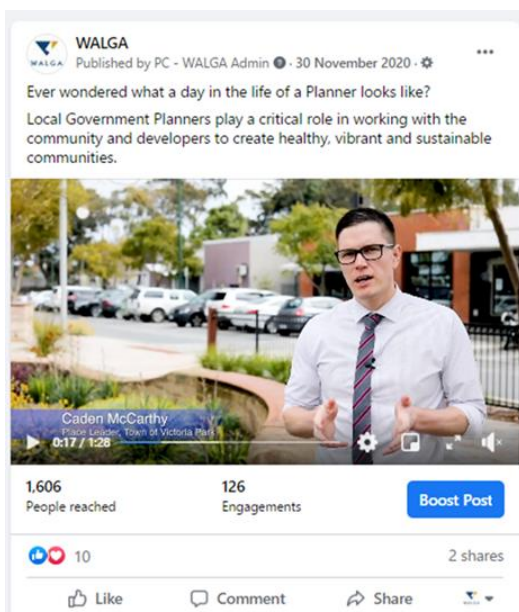 WALGA
Published by PC - WALGA Admin · 30 November 2020 ·
Ever wondered what a day in the life of a Planner looks like?
Local Government Planners play a critical role in working with the
community and developers to create healthy, vibrant and sustainable
communities.
Caden McCarthy
Place Leader, Town of Victoria Park
0:17 / 1:28
1,606
People reached
126
Engagements
Boost Post
10
2 shares
Like
Comment
Share